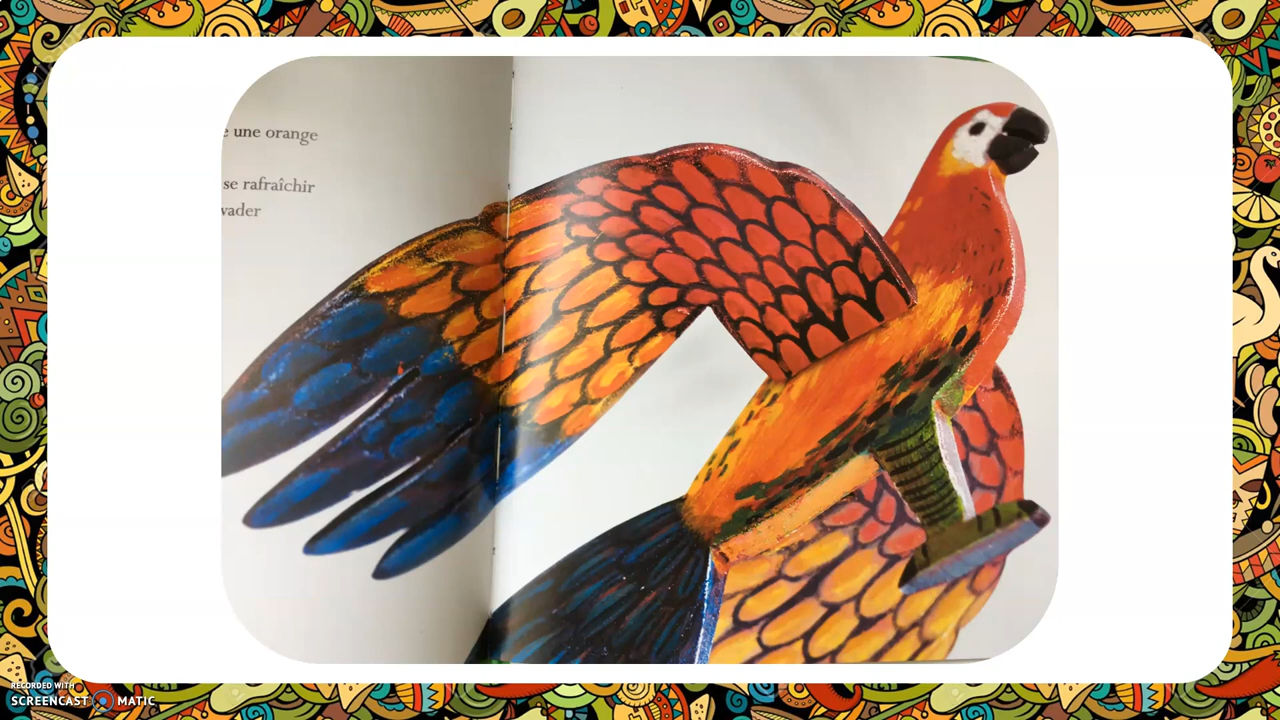 e une orange
se rafraîchir
vader
RECORDED WITH
SCREENCAST MATIC